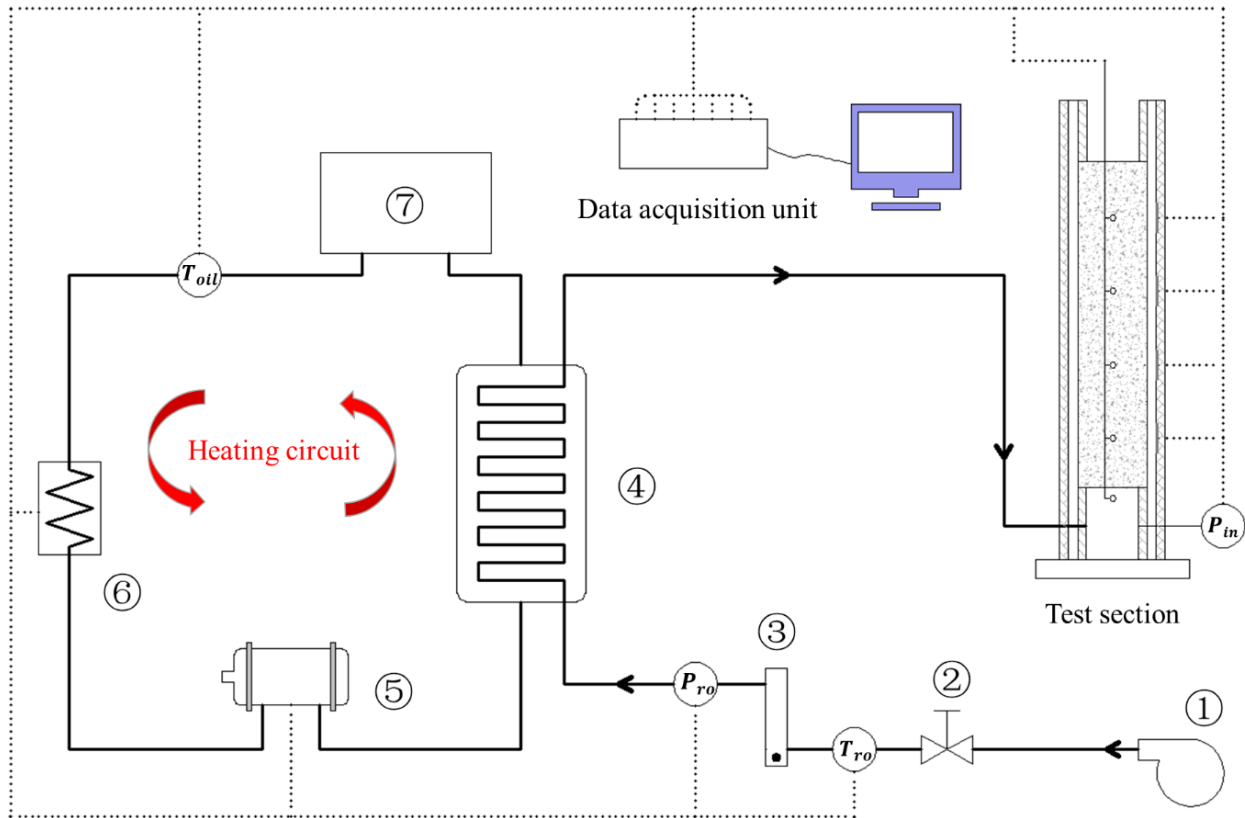 ⑦
Data acquisition unit
T_oil
Heating circuit
④
P_in
⑥
Test section
③
⑤
P_ro
②
①
T_ro